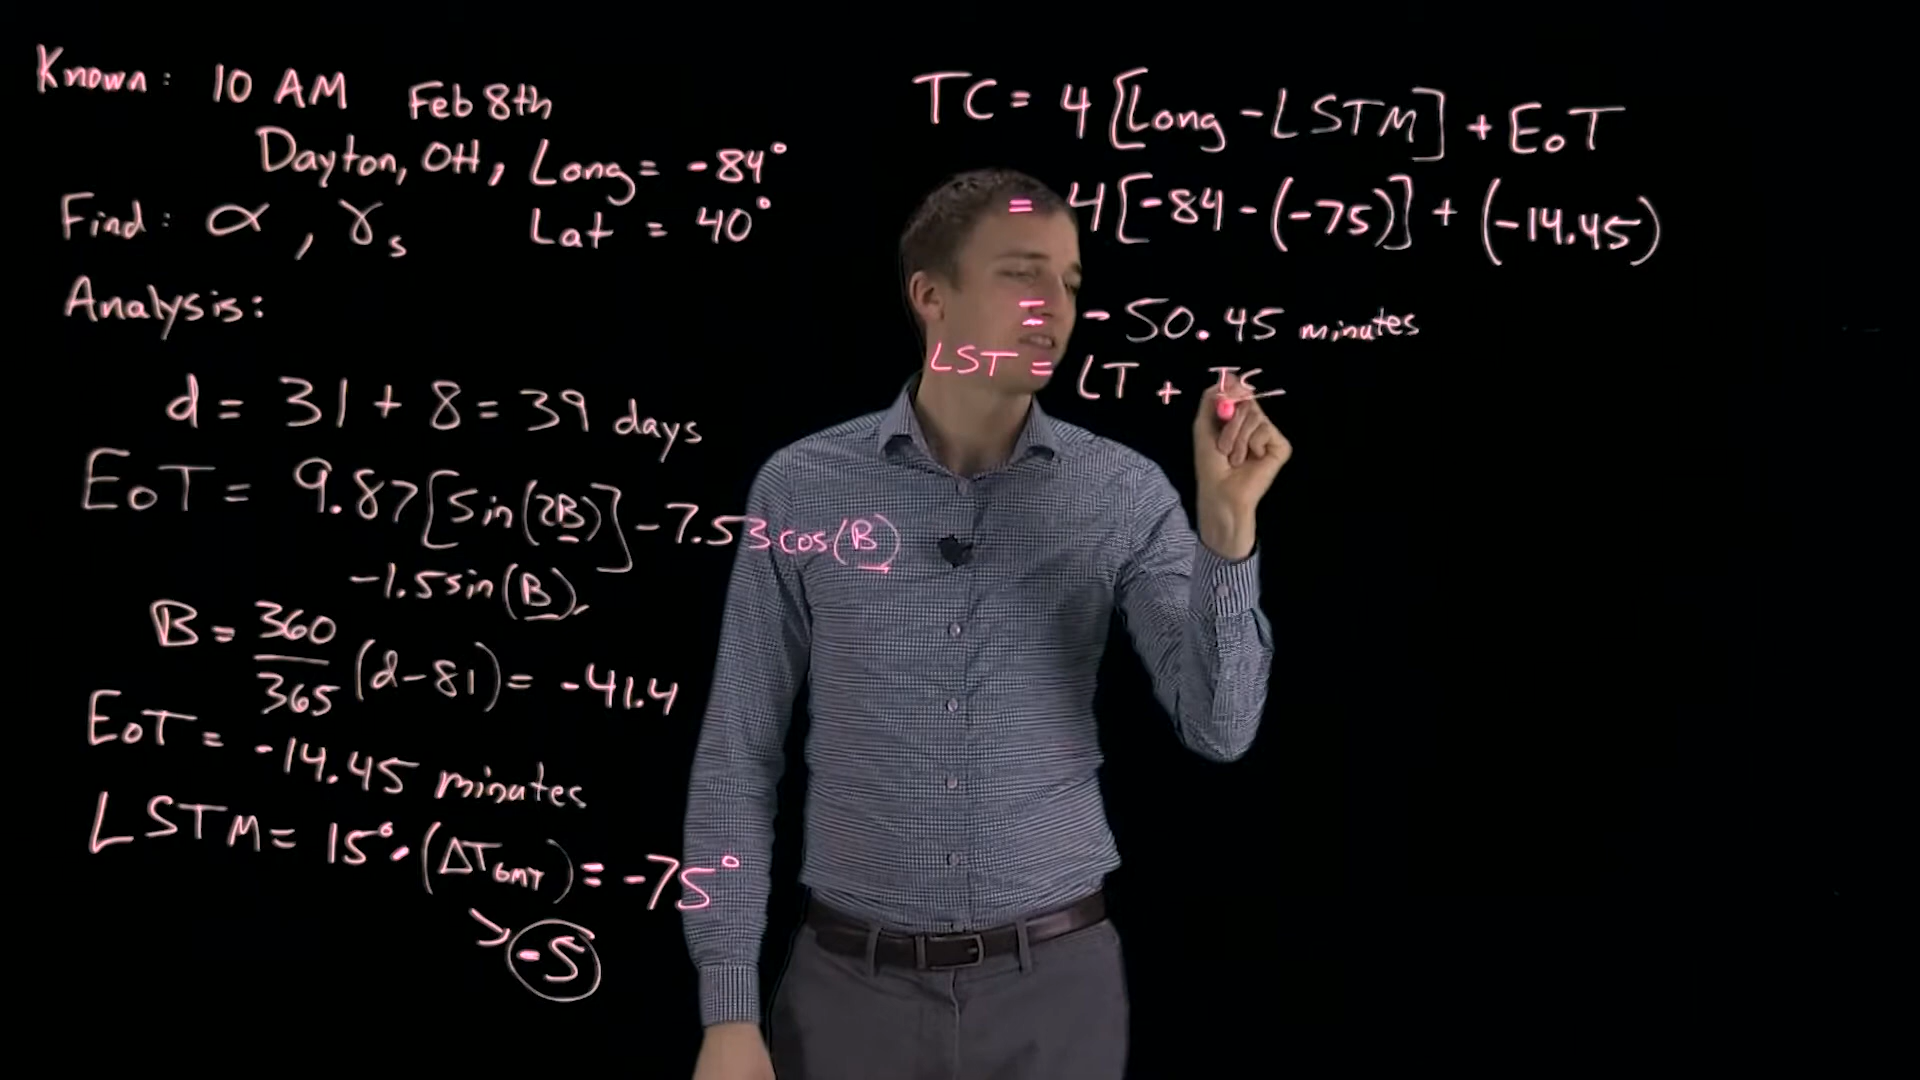 Known: 10 AM Feb 8th
Dayton, OH, Long = -84°
Find: α, γs Lat = 40°
Analysis:
d = 31 + 8 = 39 days
EoT = 9.87[Sin(2B)] - 7.53 cos(B)
-1.5 sin(B)
B = 360/365 (d-81) = -41.4
EoT = -14.45 minutes
LSTM = 15° · (ΔT GMT) = -75°
-5
TC = 4[Long - LSTM] + EoT
= 4[-84 - (-75)] + (-14.45)
= -50.45 minutes
LST = LT + TC